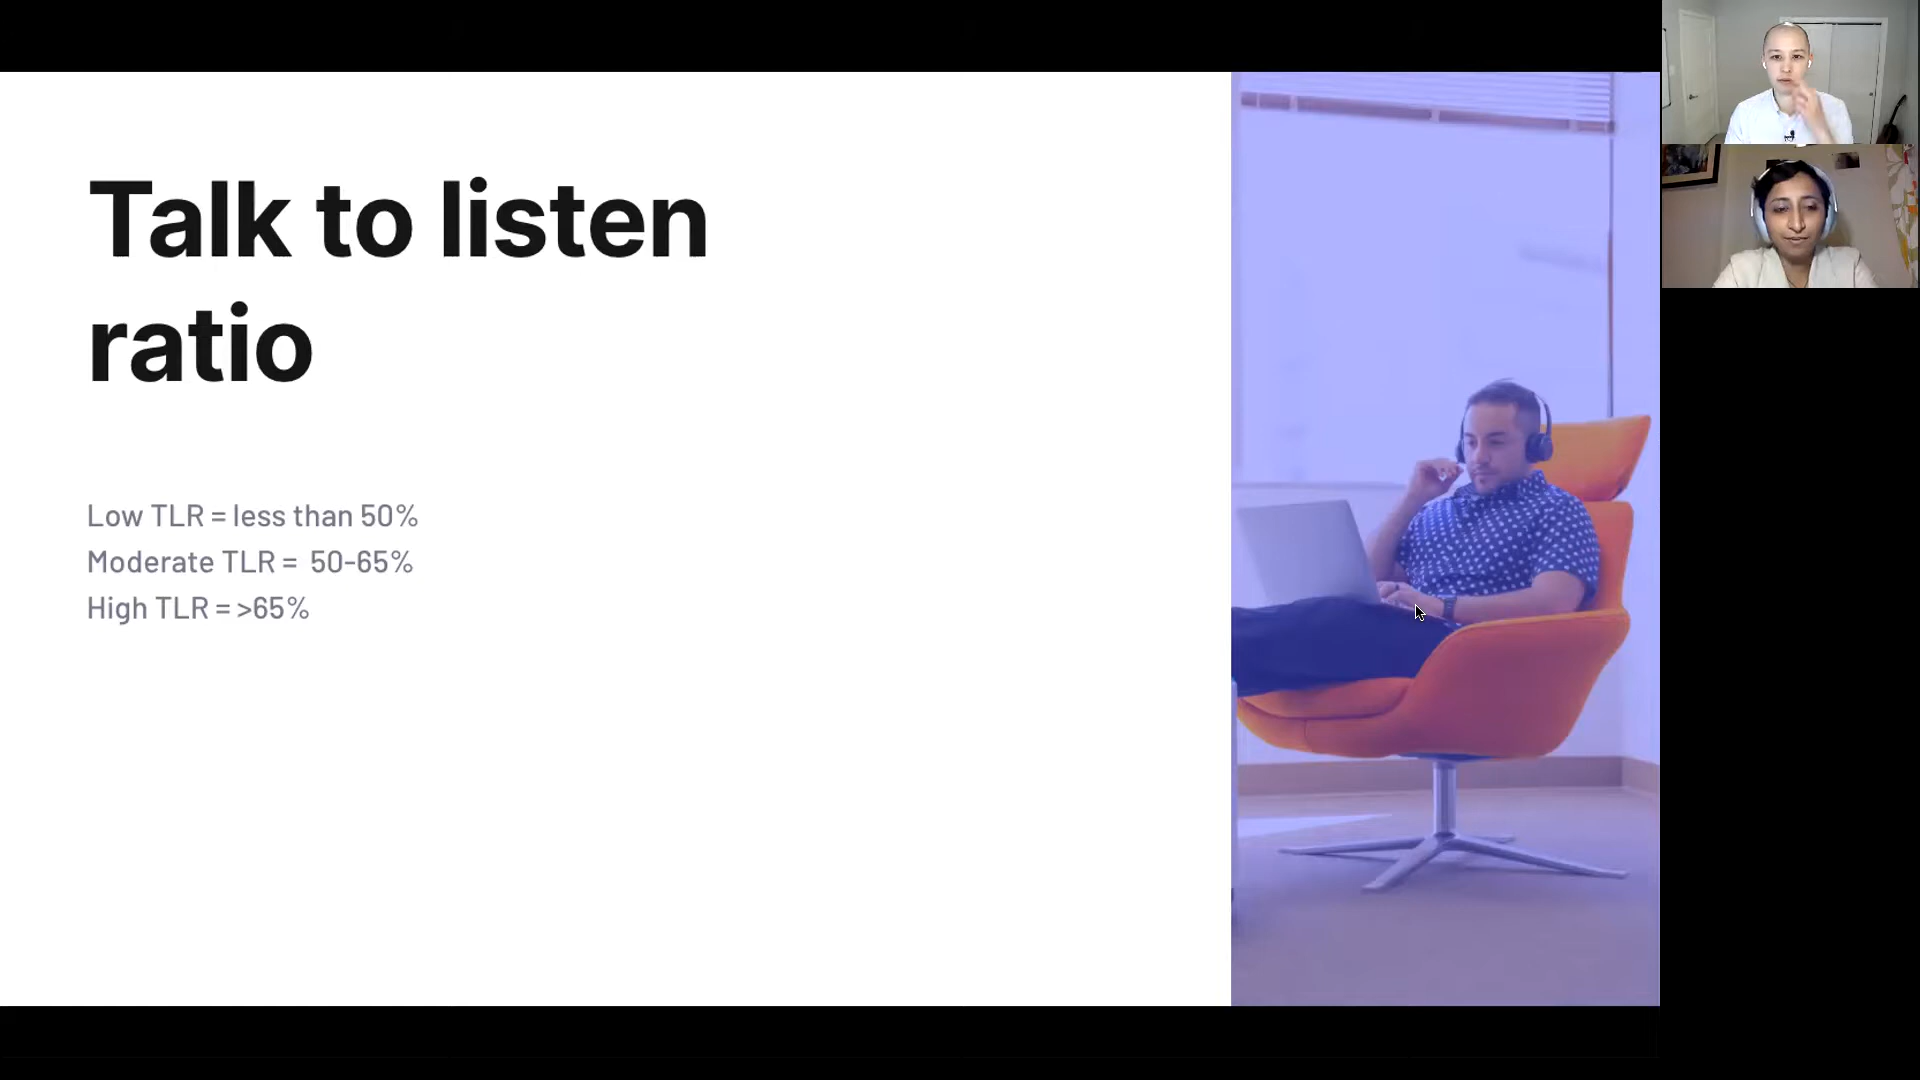 Talk to listen
ratio
Low TLR = less than 50%
Moderate TLR = 50-65%
High TLR = >65%